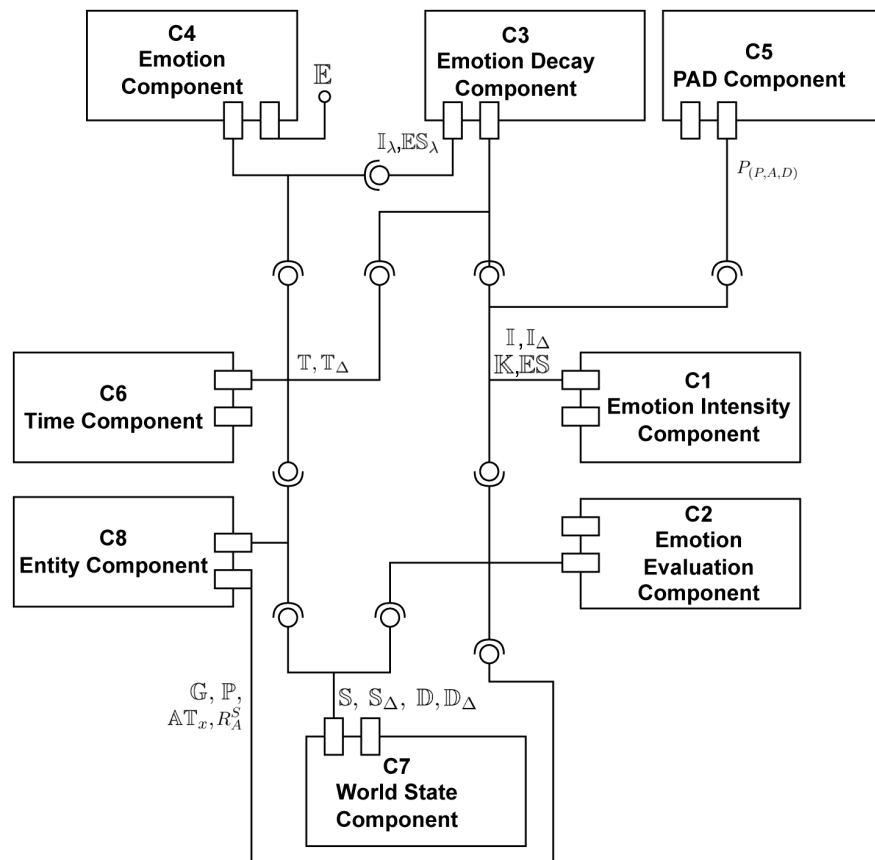 C4
Emotion
Component
𝔼
C3
Emotion Decay
Component
C5
PAD Component
𝕀_λ,𝔼𝕊_λ
P_(P,A,D)
C6
Time Component
𝕋, 𝕋_Δ
𝕀, 𝕀_Δ
𝕂,𝔼𝕊
C1
Emotion Intensity
Component
C8
Entity Component
C2
Emotion
Evaluation
Component
𝔾, ℙ,
𝔸𝕋_x, R_A^S
𝕊, 𝕊_Δ, 𝔻, 𝔻_Δ
C7
World State
Component